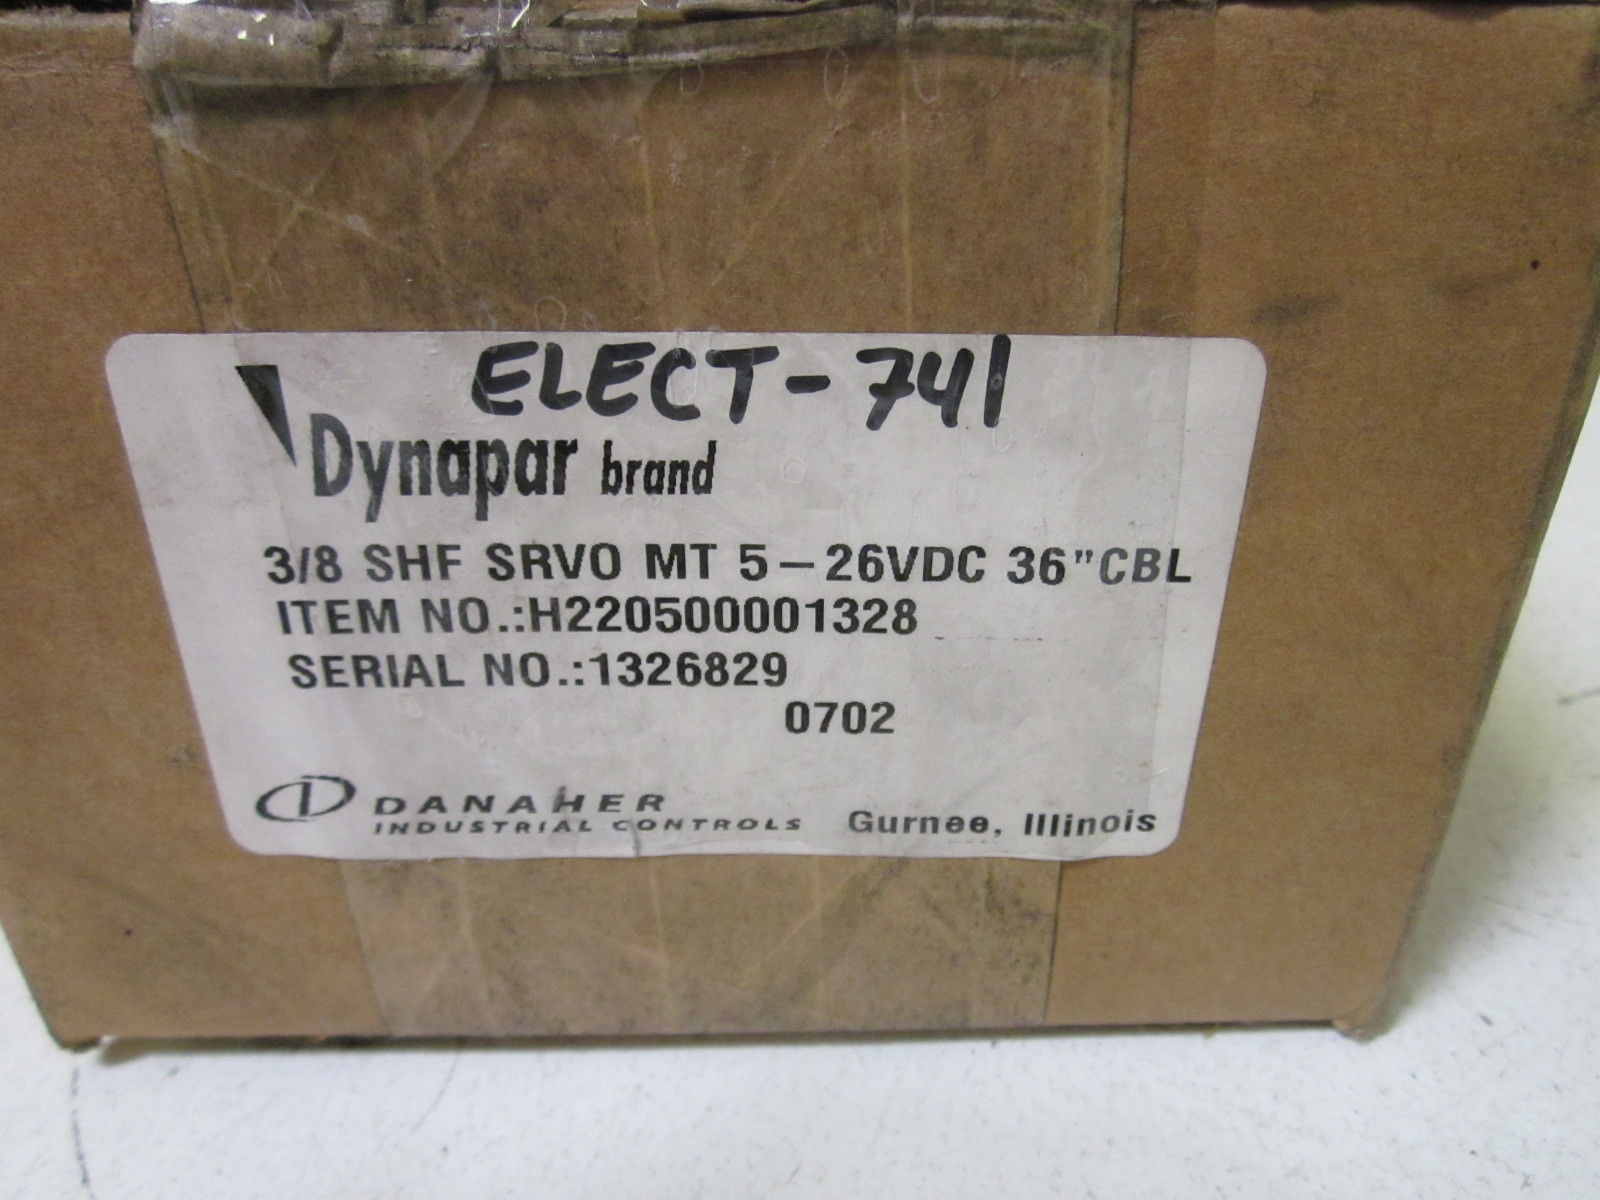 ELECT-741
Dynapar brand
3/8 SHF SRVO MT 5-26VDC 36"CBL
ITEM NO.:H220500001328
SERIAL NO.:1326829
0702
DANAHER
INDUSTRIAL CONTROLS Gurnee, Illinois